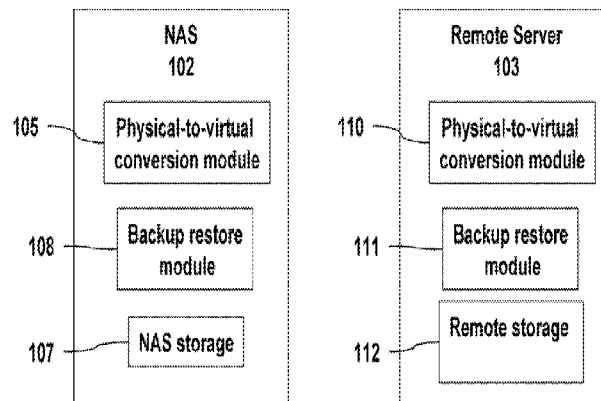 NAS
102
105
Physical-to-virtual
conversion module
108
Backup restore
module
107
NAS storage
Remote Server
103
110
Physical-to-virtual
conversion module
111
Backup restore
module
112
Remote storage